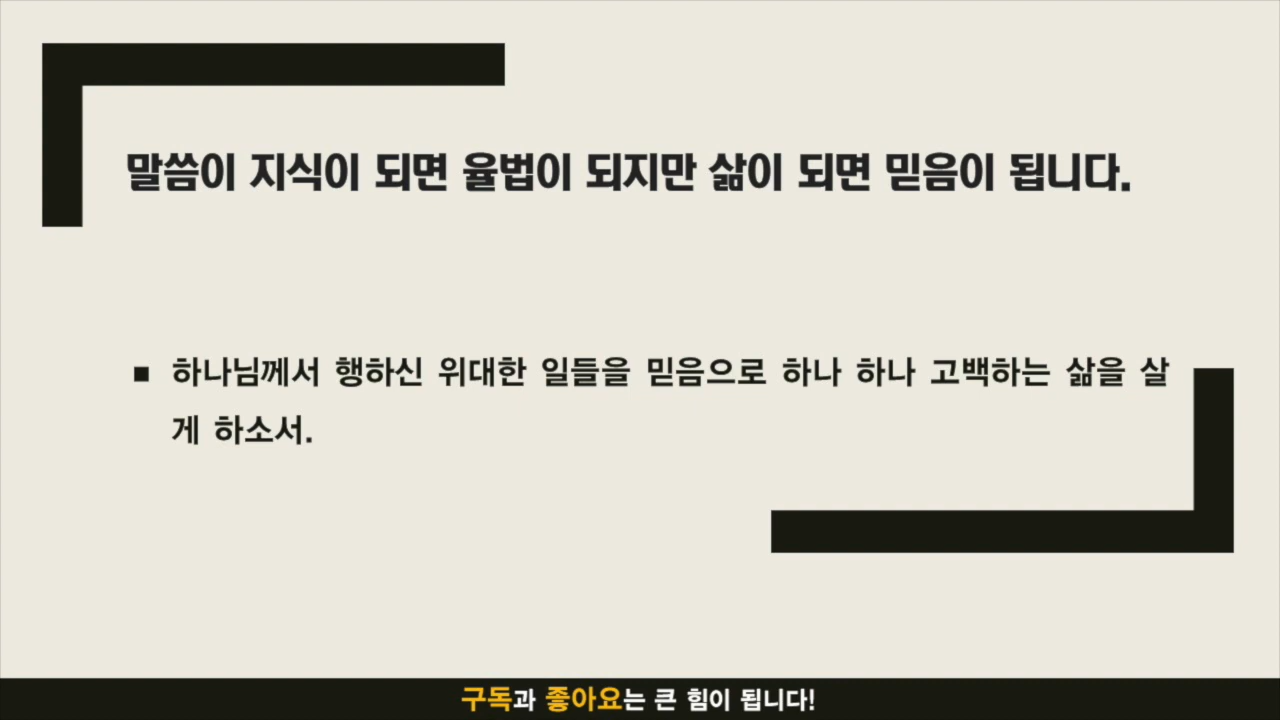 말씀이 지식이 되면 율법이 되지만 삶이 되면 믿음이 됩니다.
■ 하나님께서 행하신 위대한 일들을 믿음으로 하나 하나 고백하는 삶을 살
게 하소서.
구독과 좋아요는 큰 힘이 됩니다!